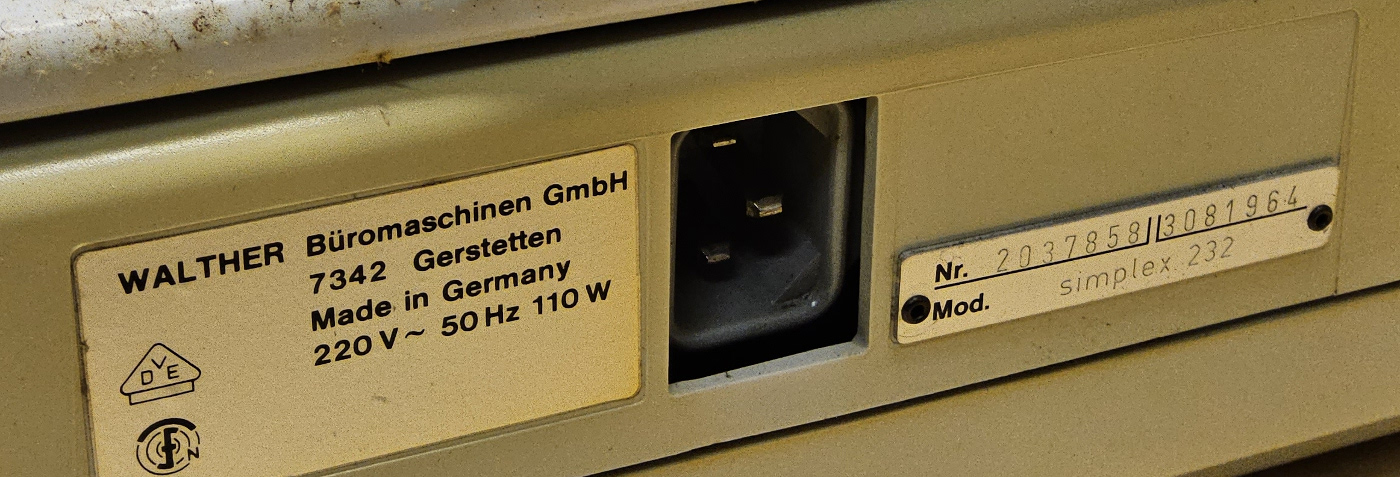 WALTHER Büromaschinen GmbH
7342 Gerstetten
Made in Germany
220 V~ 50 Hz 110 W
DVE
FN
Nr. 2037858//3081964
Mod. simplex 232